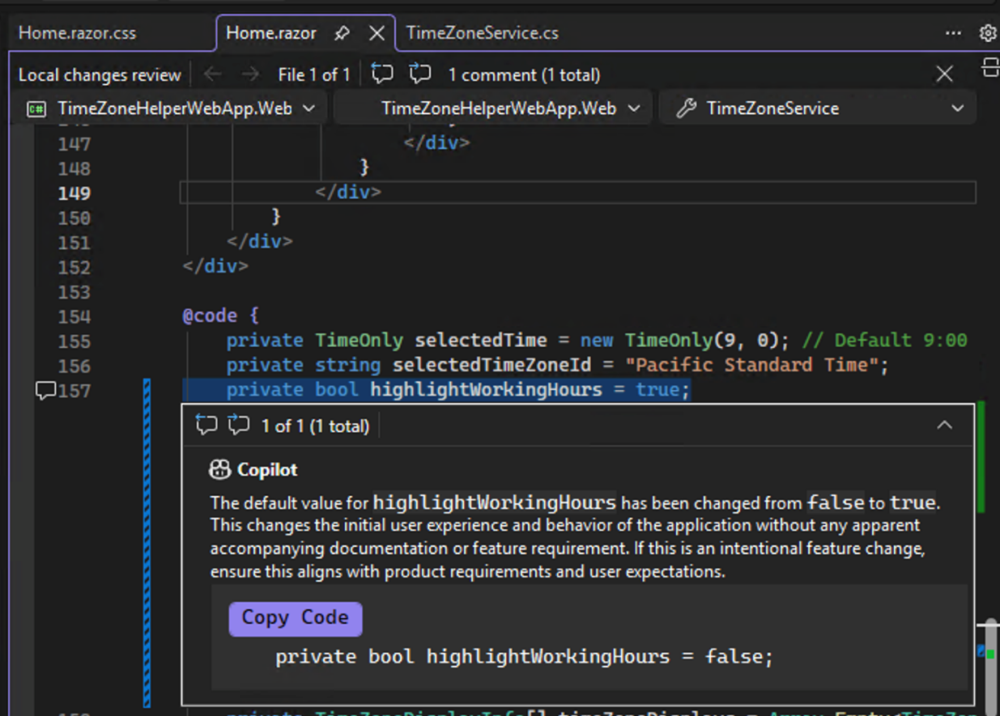 Home.razor.css Home.razor TimeZoneService.cs
Local changes review File 1 of 1 1 comment (1 total)
C# TimeZoneHelperWebApp.Web TimeZoneHelperWebApp.Web TimeZoneService
147 </div>
148 }
149 </div>
150 }
151 </div>
152 </div>
153
154 @code {
155 private TimeOnly selectedTime = new TimeOnly(9, 0); // Default 9:00
156 private string selectedTimeZoneId = "Pacific Standard Time";
157 private bool highlightWorkingHours = true;
1 of 1 (1 total)
Copilot
The default value for highlightWorkingHours has been changed from false to true.
This changes the initial user experience and behavior of the application without any apparent
accompanying documentation or feature requirement. If this is an intentional feature change,
ensure this aligns with product requirements and user expectations.
Copy Code
private bool highlightWorkingHours = false;